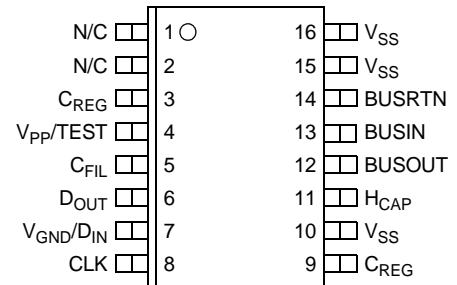 N/C 1 16 VSS
N/C 2 15 VSS
CREG 3 14 BUSRTN
VPP/TEST 4 13 BUSIN
CFIL 5 12 BUSOUT
DOUT 6 11 HCAP
VGND/DIN 7 10 VSS
CLK 8 9 CREG